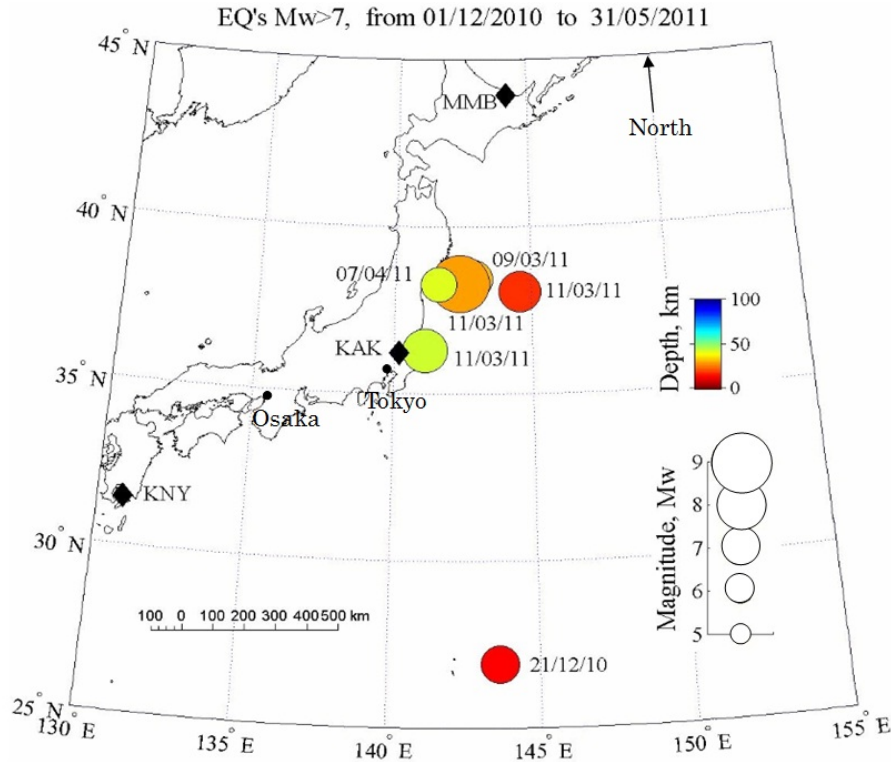 EQ's Mw>7, from 01/12/2010 to 31/05/2011
45° N
MMB
North
40° N
09/03/11
07/04/11
11/03/11
11/03/11
KAK
11/03/11
Depth, km
100
50
0
35° N
Tokyo
Osaka
KNY
Magnitude, Mw
9
8
7
6
5
30° N
100 0 100 200 300 400 500 km
21/12/10
25° N
130° E
135° E
140° E
145° E
150° E
155° E